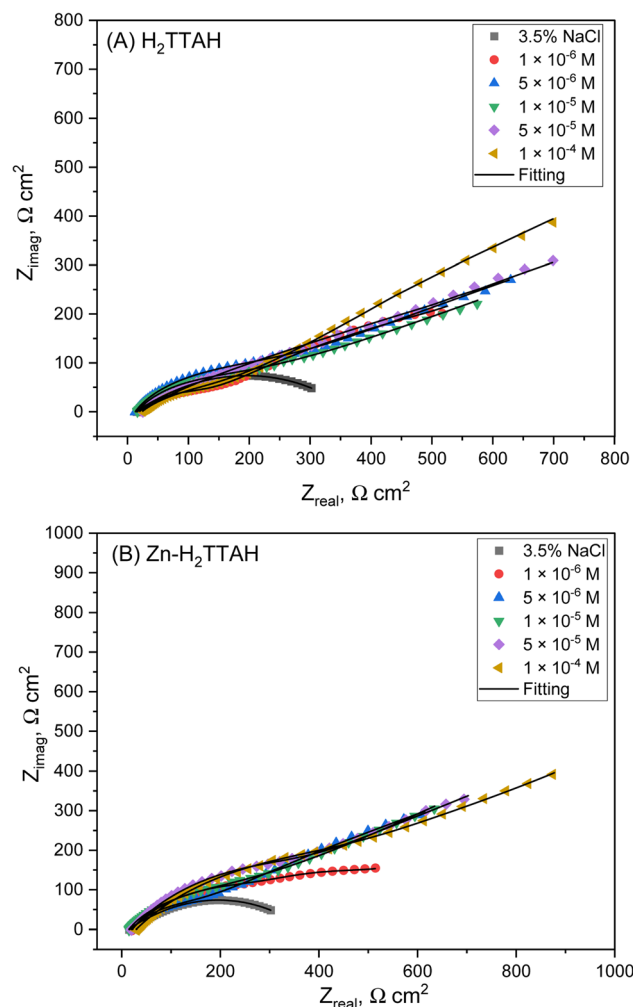 (A) H₂TTAH
3.5% NaCl
1 × 10⁻⁶ M
5 × 10⁻⁶ M
1 × 10⁻⁵ M
5 × 10⁻⁵ M
1 × 10⁻⁴ M
Fitting
800
700
600
500
400
300
200
100
0
Z_imag, Ω cm²
0 100 200 300 400 500 600 700 800
Z_real, Ω cm²
(B) Zn-H₂TTAH
3.5% NaCl
1 × 10⁻⁶ M
5 × 10⁻⁶ M
1 × 10⁻⁵ M
5 × 10⁻⁵ M
1 × 10⁻⁴ M
Fitting
1000
900
800
700
600
500
400
300
200
100
0
Z_imag, Ω cm²
0 200 400 600 800 1000
Z_real, Ω cm²